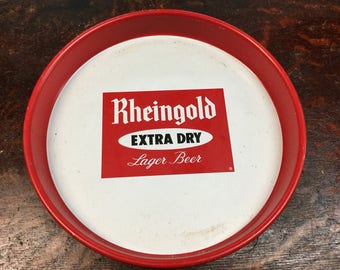 Rheingold
EXTRA DRY
Lager Beer
®